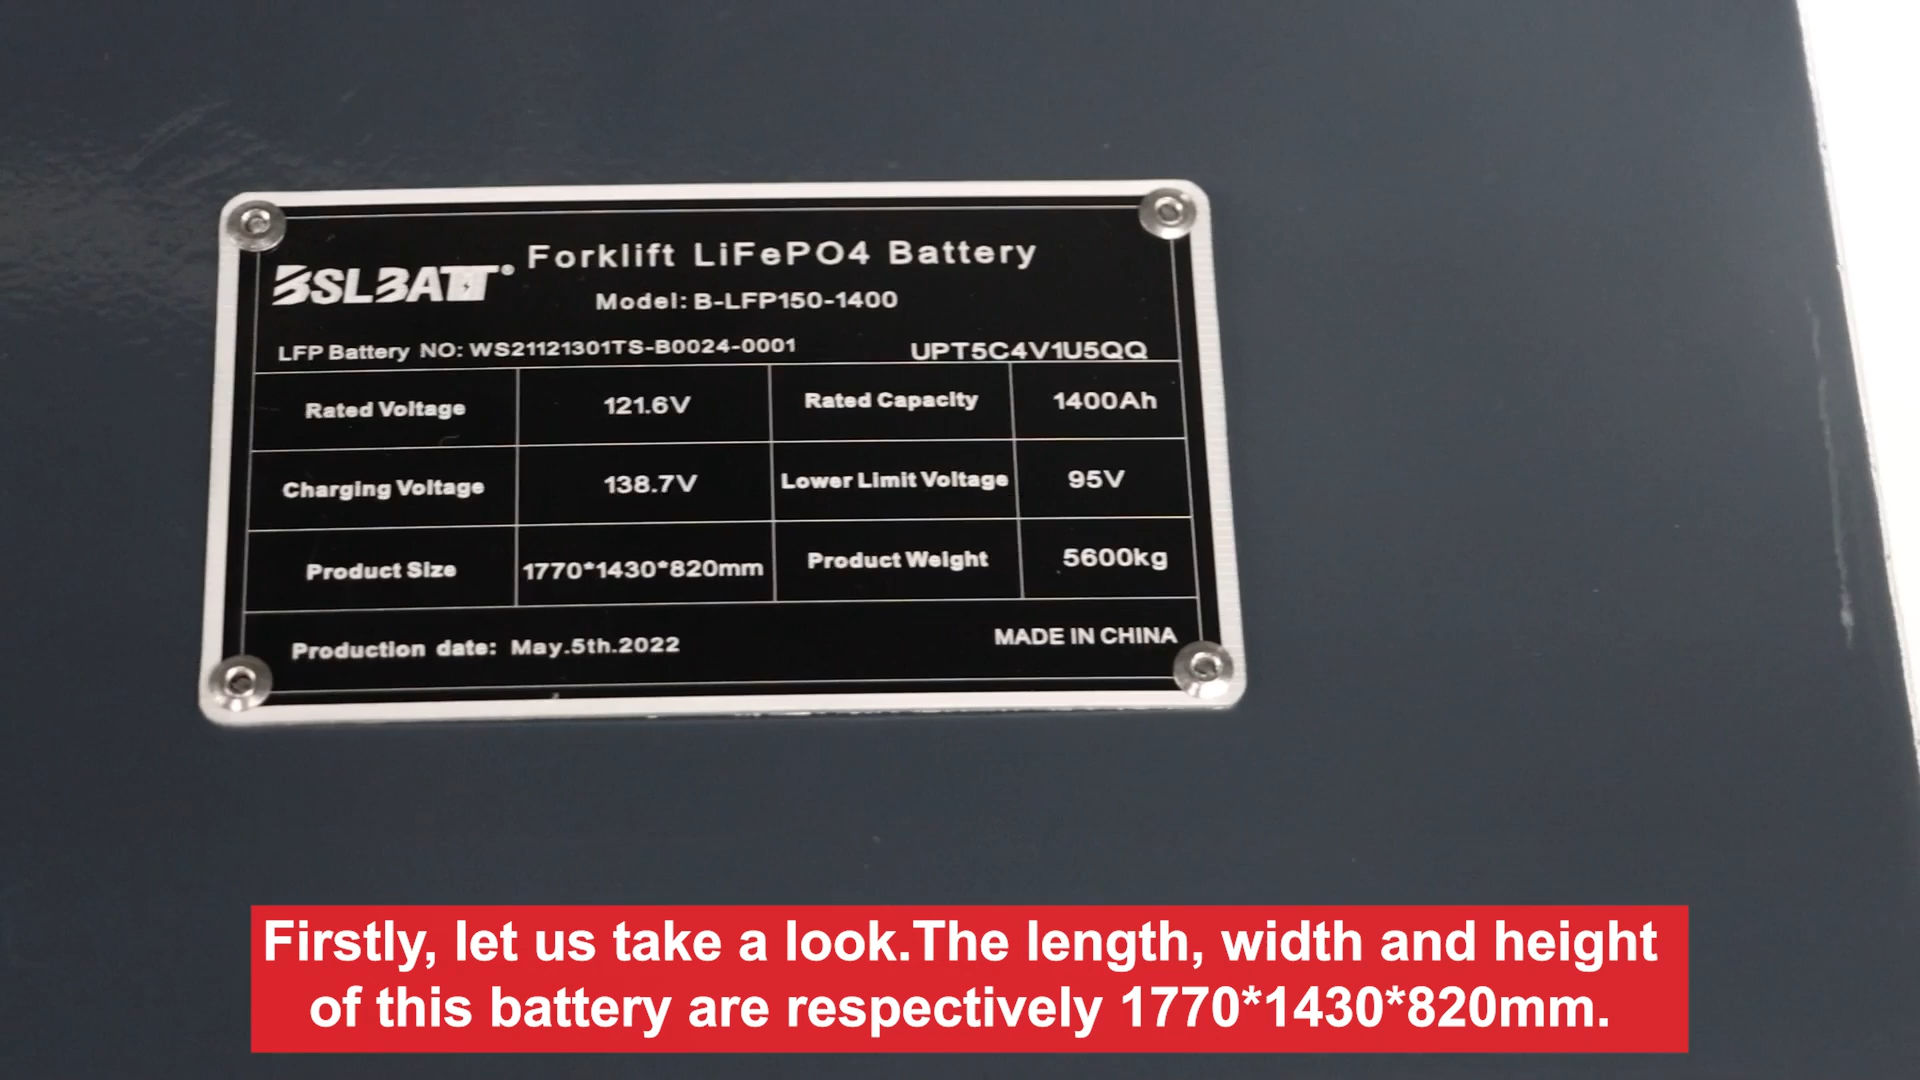 BSLBATT®
Forklift LiFePO4 Battery
Model: B-LFP150-1400
LFP Battery NO: WS21121301TS-B0024-0001 UPT5C4V1U5QQ
Rated Voltage 121.6V Rated Capacity 1400Ah
Charging Voltage 138.7V Lower Limit Voltage 95V
Product Size 1770*1430*820mm Product Weight 5600kg
Production date: May.5th.2022 MADE IN CHINA
Firstly, let us take a look.The length, width and height
of this battery are respectively 1770*1430*820mm.